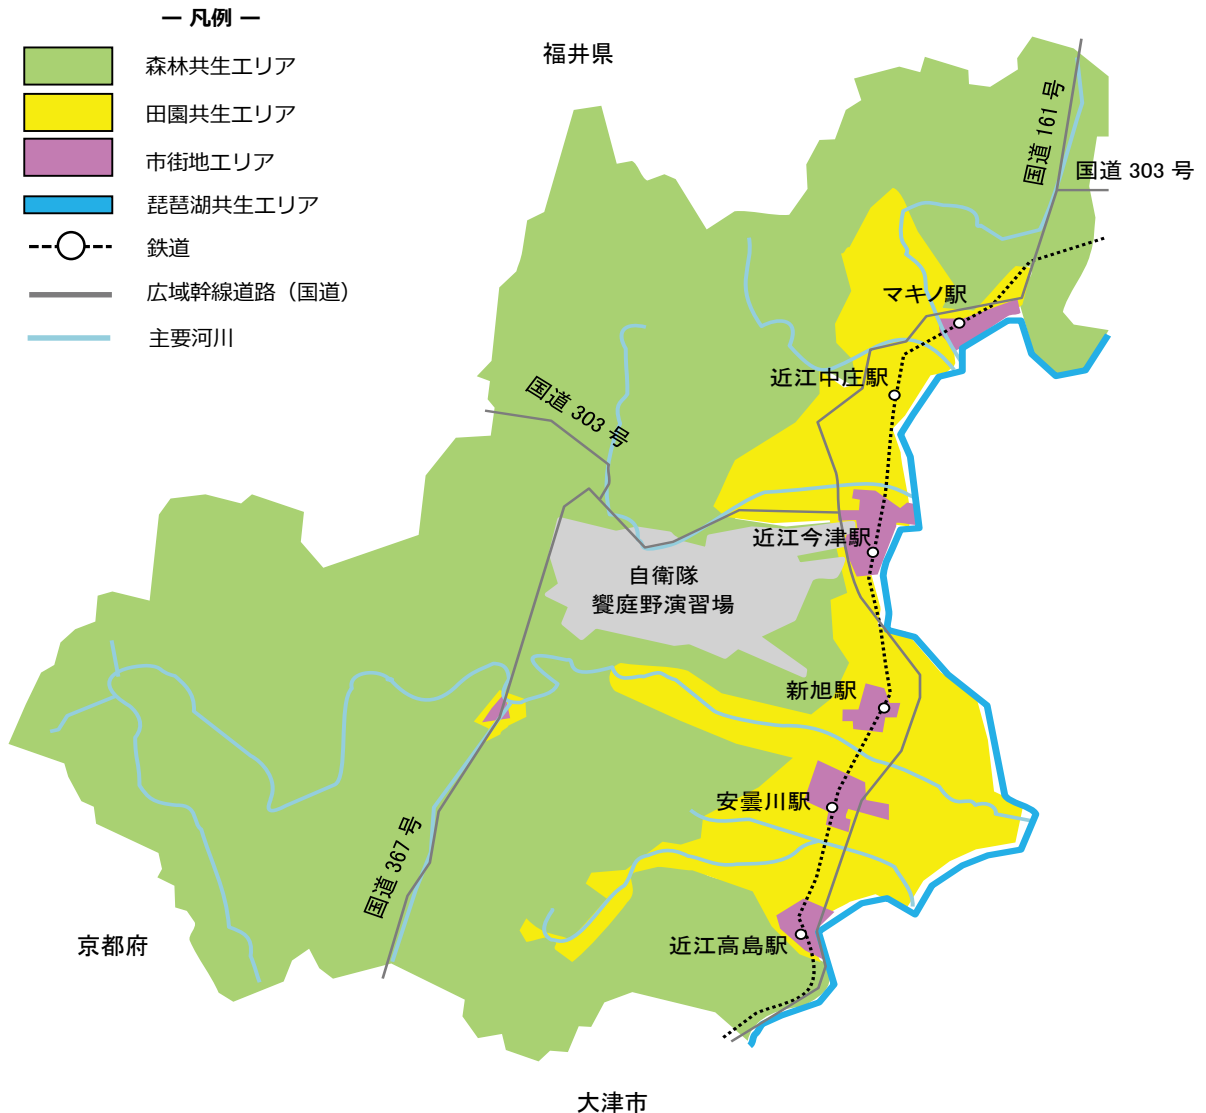 ― 凡例 ―
森林共生エリア
田園共生エリア
市街地エリア
琵琶湖共生エリア
鉄道
広域幹線道路（国道）
主要河川
福井県
国道 161 号
国道 303 号
マキノ駅
近江中庄駅
国道 303 号
近江今津駅
自衛隊
饗庭野演習場
新旭駅
安曇川駅
国道 367 号
近江高島駅
京都府
大津市